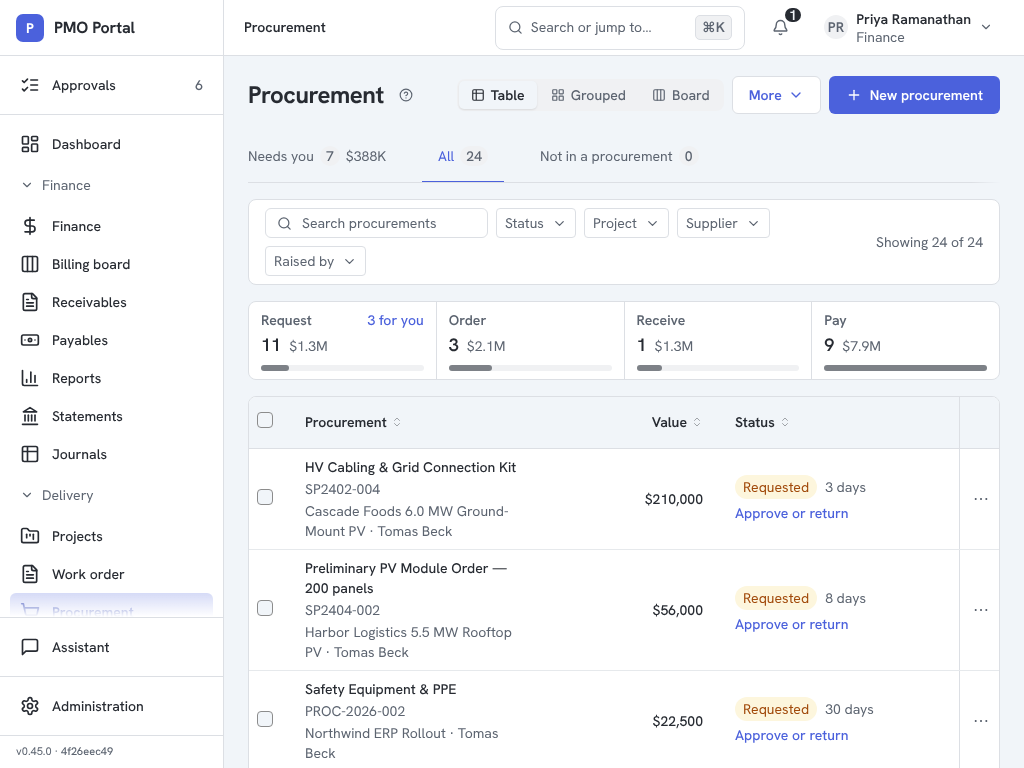 P PMO Portal
Procurement
Search or jump to...
⌘K
1
PR
Priya Ramanathan
Finance
Approvals 6
Dashboard
Finance
Finance
Billing board
Receivables
Payables
Reports
Statements
Journals
Delivery
Projects
Work order
Procurement
Assistant
Administration
v0.45.0 · 4f26eec49
Procurement
Table Grouped Board
More
New procurement
Needs you 7 $388K
All 24
Not in a procurement 0
Search procurements
Status
Project
Supplier
Raised by
Showing 24 of 24
Request 3 for you
11 $1.3M
Order
3 $2.1M
Receive
1 $1.3M
Pay
9 $7.9M
Procurement Value Status
HV Cabling & Grid Connection Kit
SP2402-004
Cascade Foods 6.0 MW Ground-
Mount PV · Tomas Beck
$210,000
Requested 3 days
Approve or return
Preliminary PV Module Order —
200 panels
SP2404-002
Harbor Logistics 5.5 MW Rooftop
PV · Tomas Beck
$56,000
Requested 8 days
Approve or return
Safety Equipment & PPE
PROC-2026-002
Northwind ERP Rollout · Tomas
Beck
$22,500
Requested 30 days
Approve or return